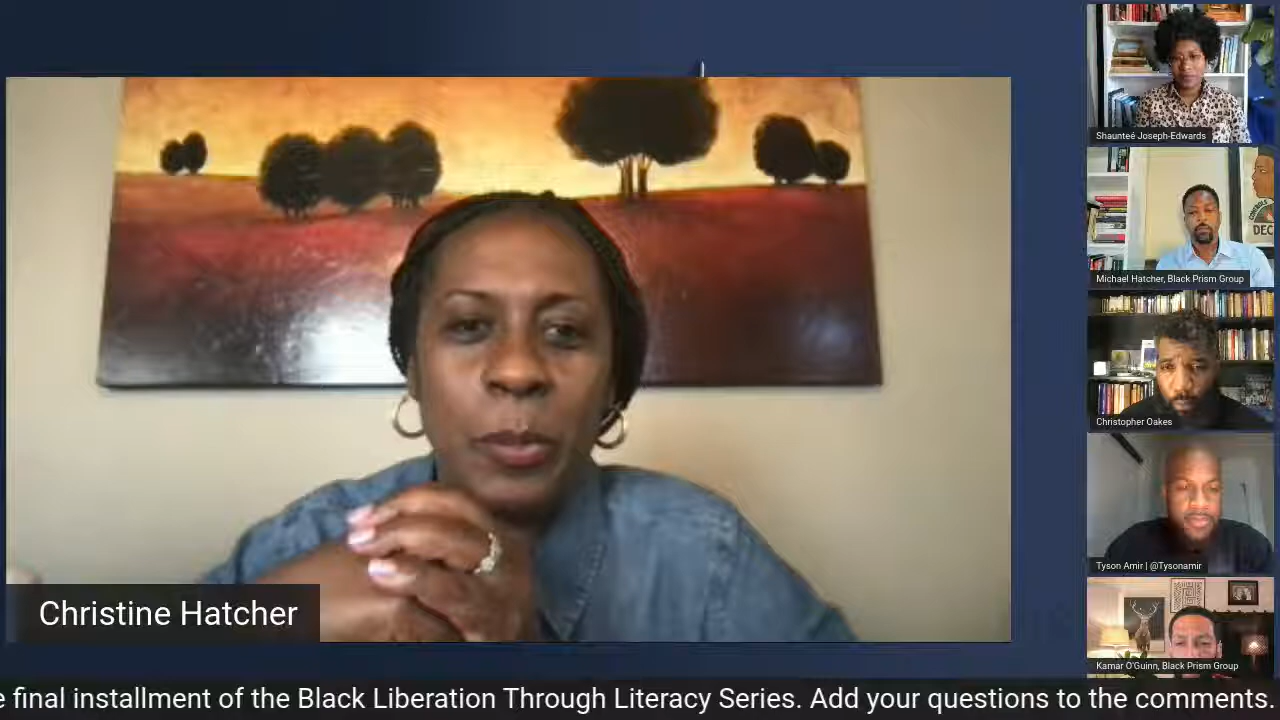 Shaunteé Joseph-Edwards
Michael Hatcher, Black Prism Group
DEC
Christopher Oakes
Tyson Amir | @Tysonamir
Kamar O'Guinn, Black Prism Group
Christine Hatcher
e final installment of the Black Liberation Through Literacy Series. Add your questions to the comments.